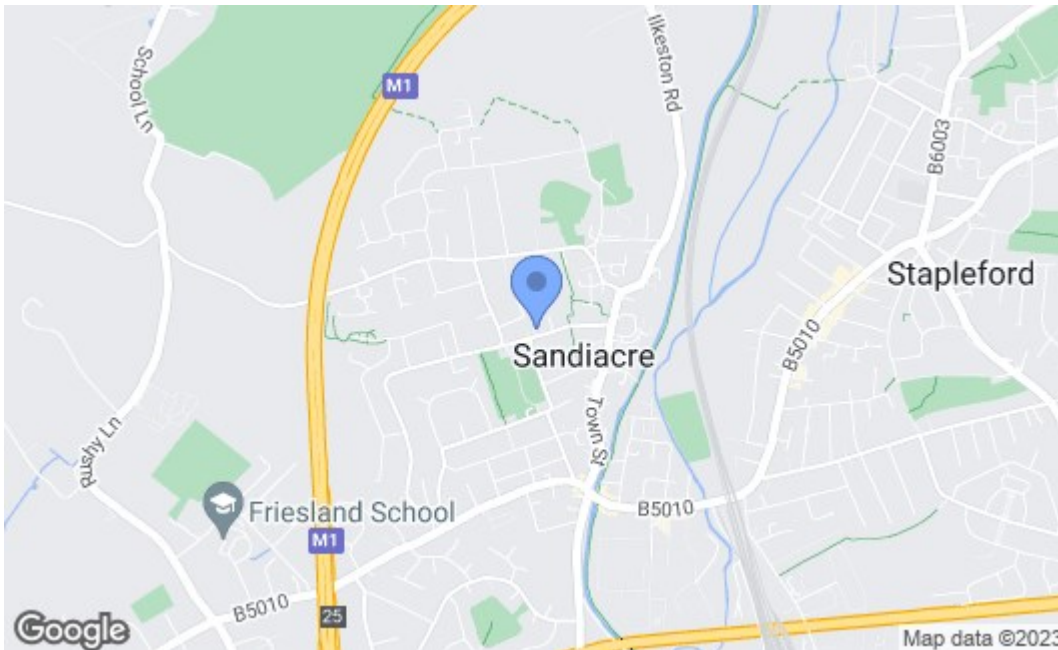 School Ln
M1
Ilkeston Rd
B6003
Stapleford
Sandiacre
B5010
Town St
Rushy Ln
Friesland School
B5010
M1
B5010
25
Google
Map data ©2023